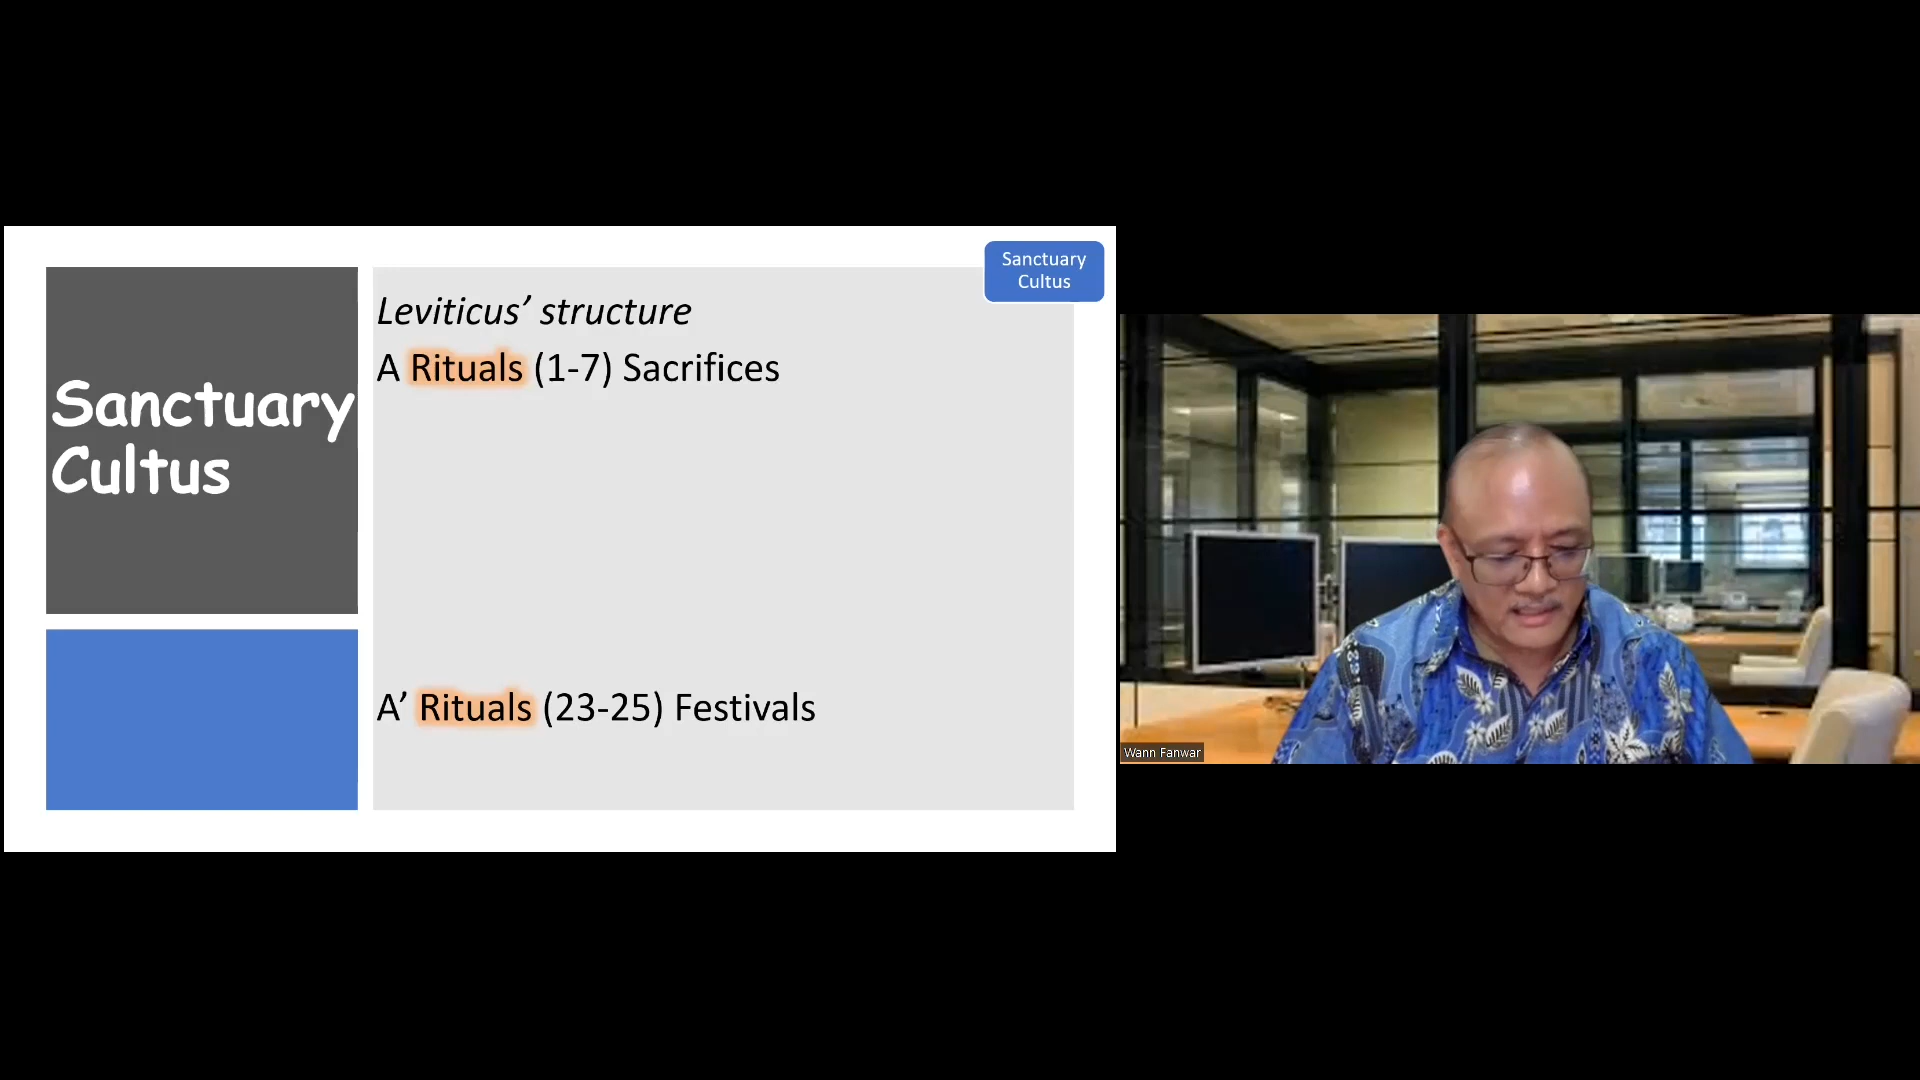 Sanctuary
Cultus
Sanctuary
Cultus
Leviticus’ structure
A Rituals (1-7) Sacrifices
A’ Rituals (23-25) Festivals
Wann Fanwar